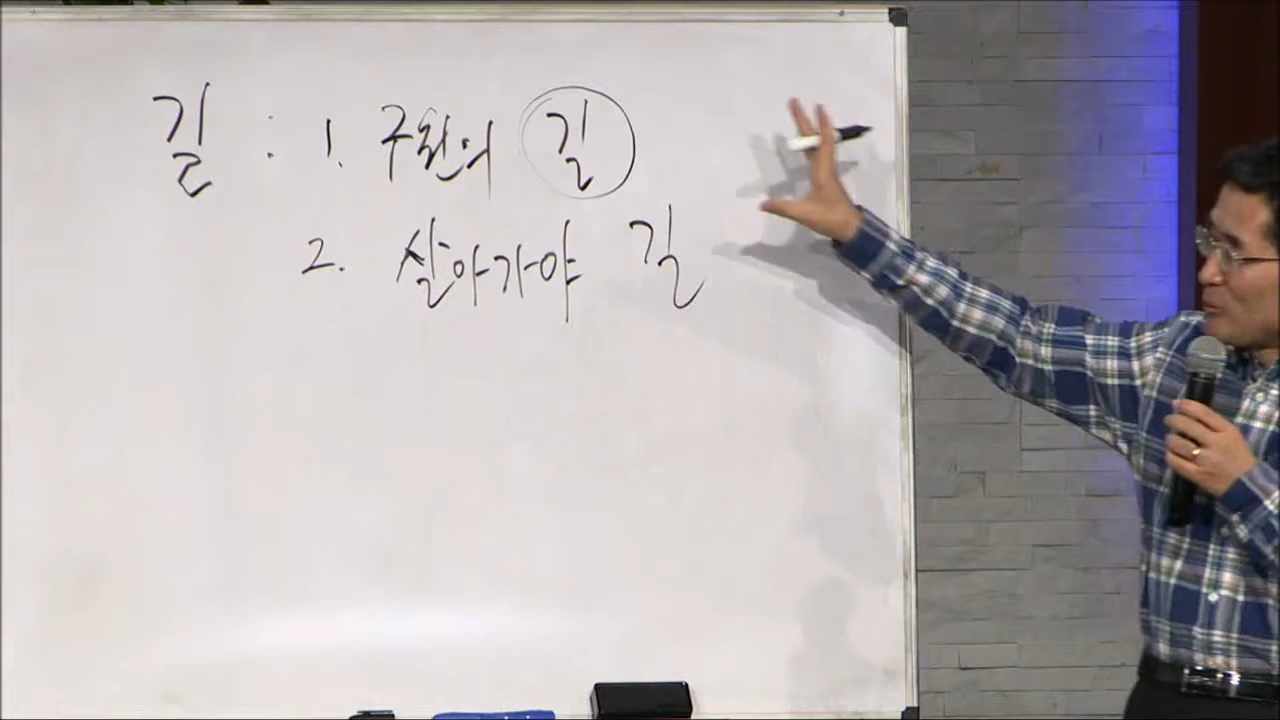 길 : 1. 구원의 길
2. 살아가야 길